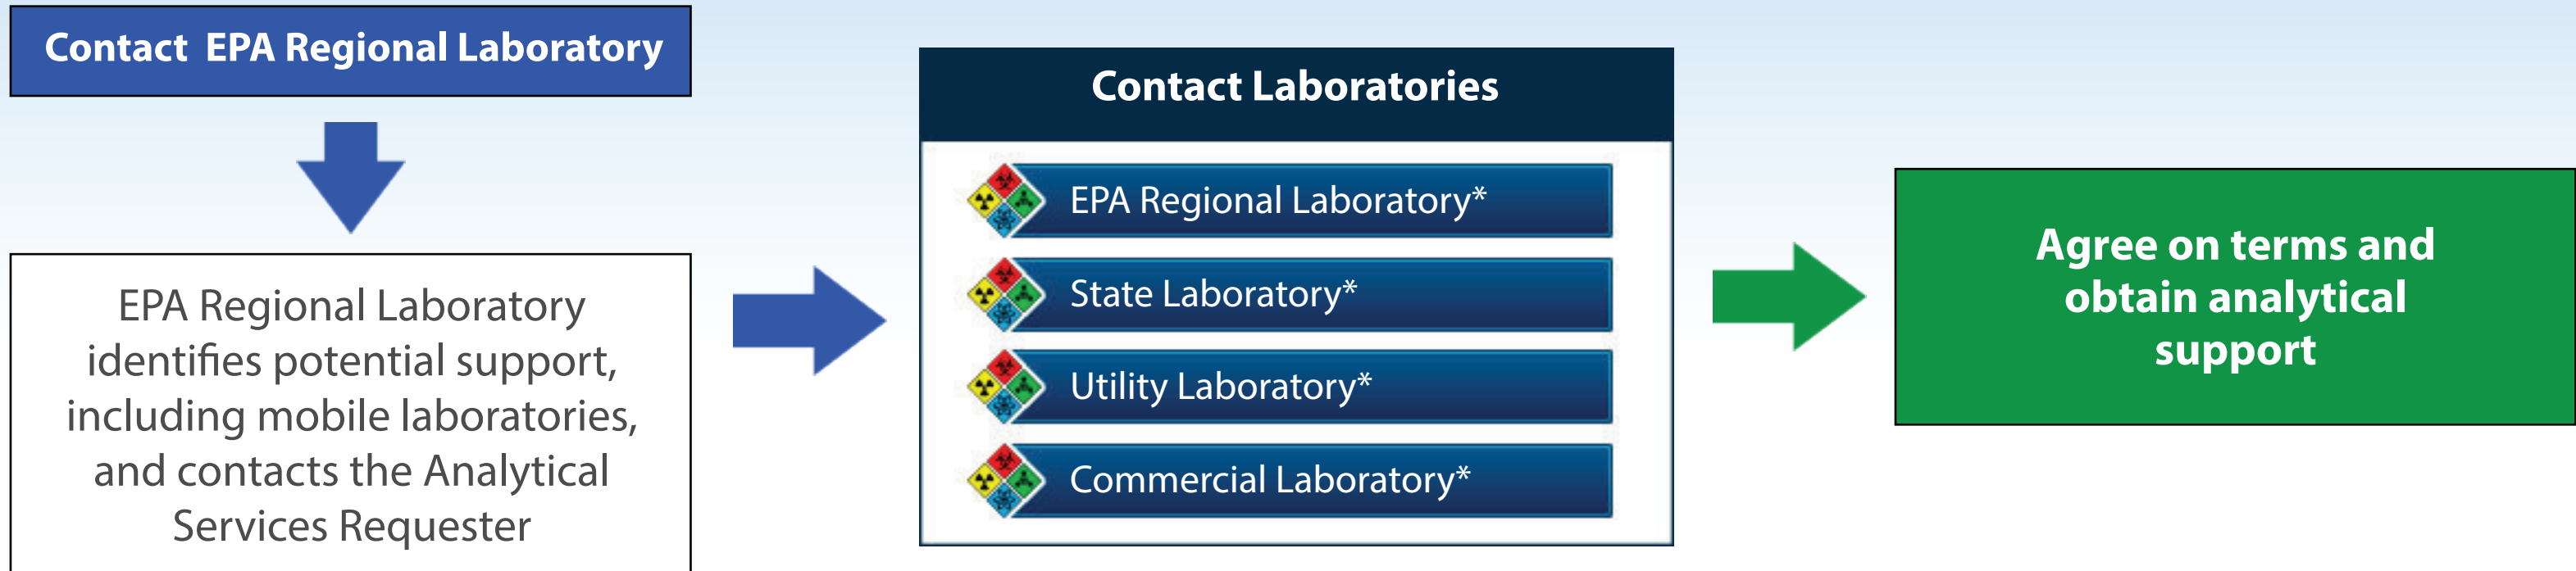 Contact EPA Regional Laboratory
EPA Regional Laboratory
identifies potential support,
including mobile laboratories,
and contacts the Analytical
Services Requester
Contact Laboratories
EPA Regional Laboratory*
State Laboratory*
Utility Laboratory*
Commercial Laboratory*
Agree on terms and
obtain analytical
support